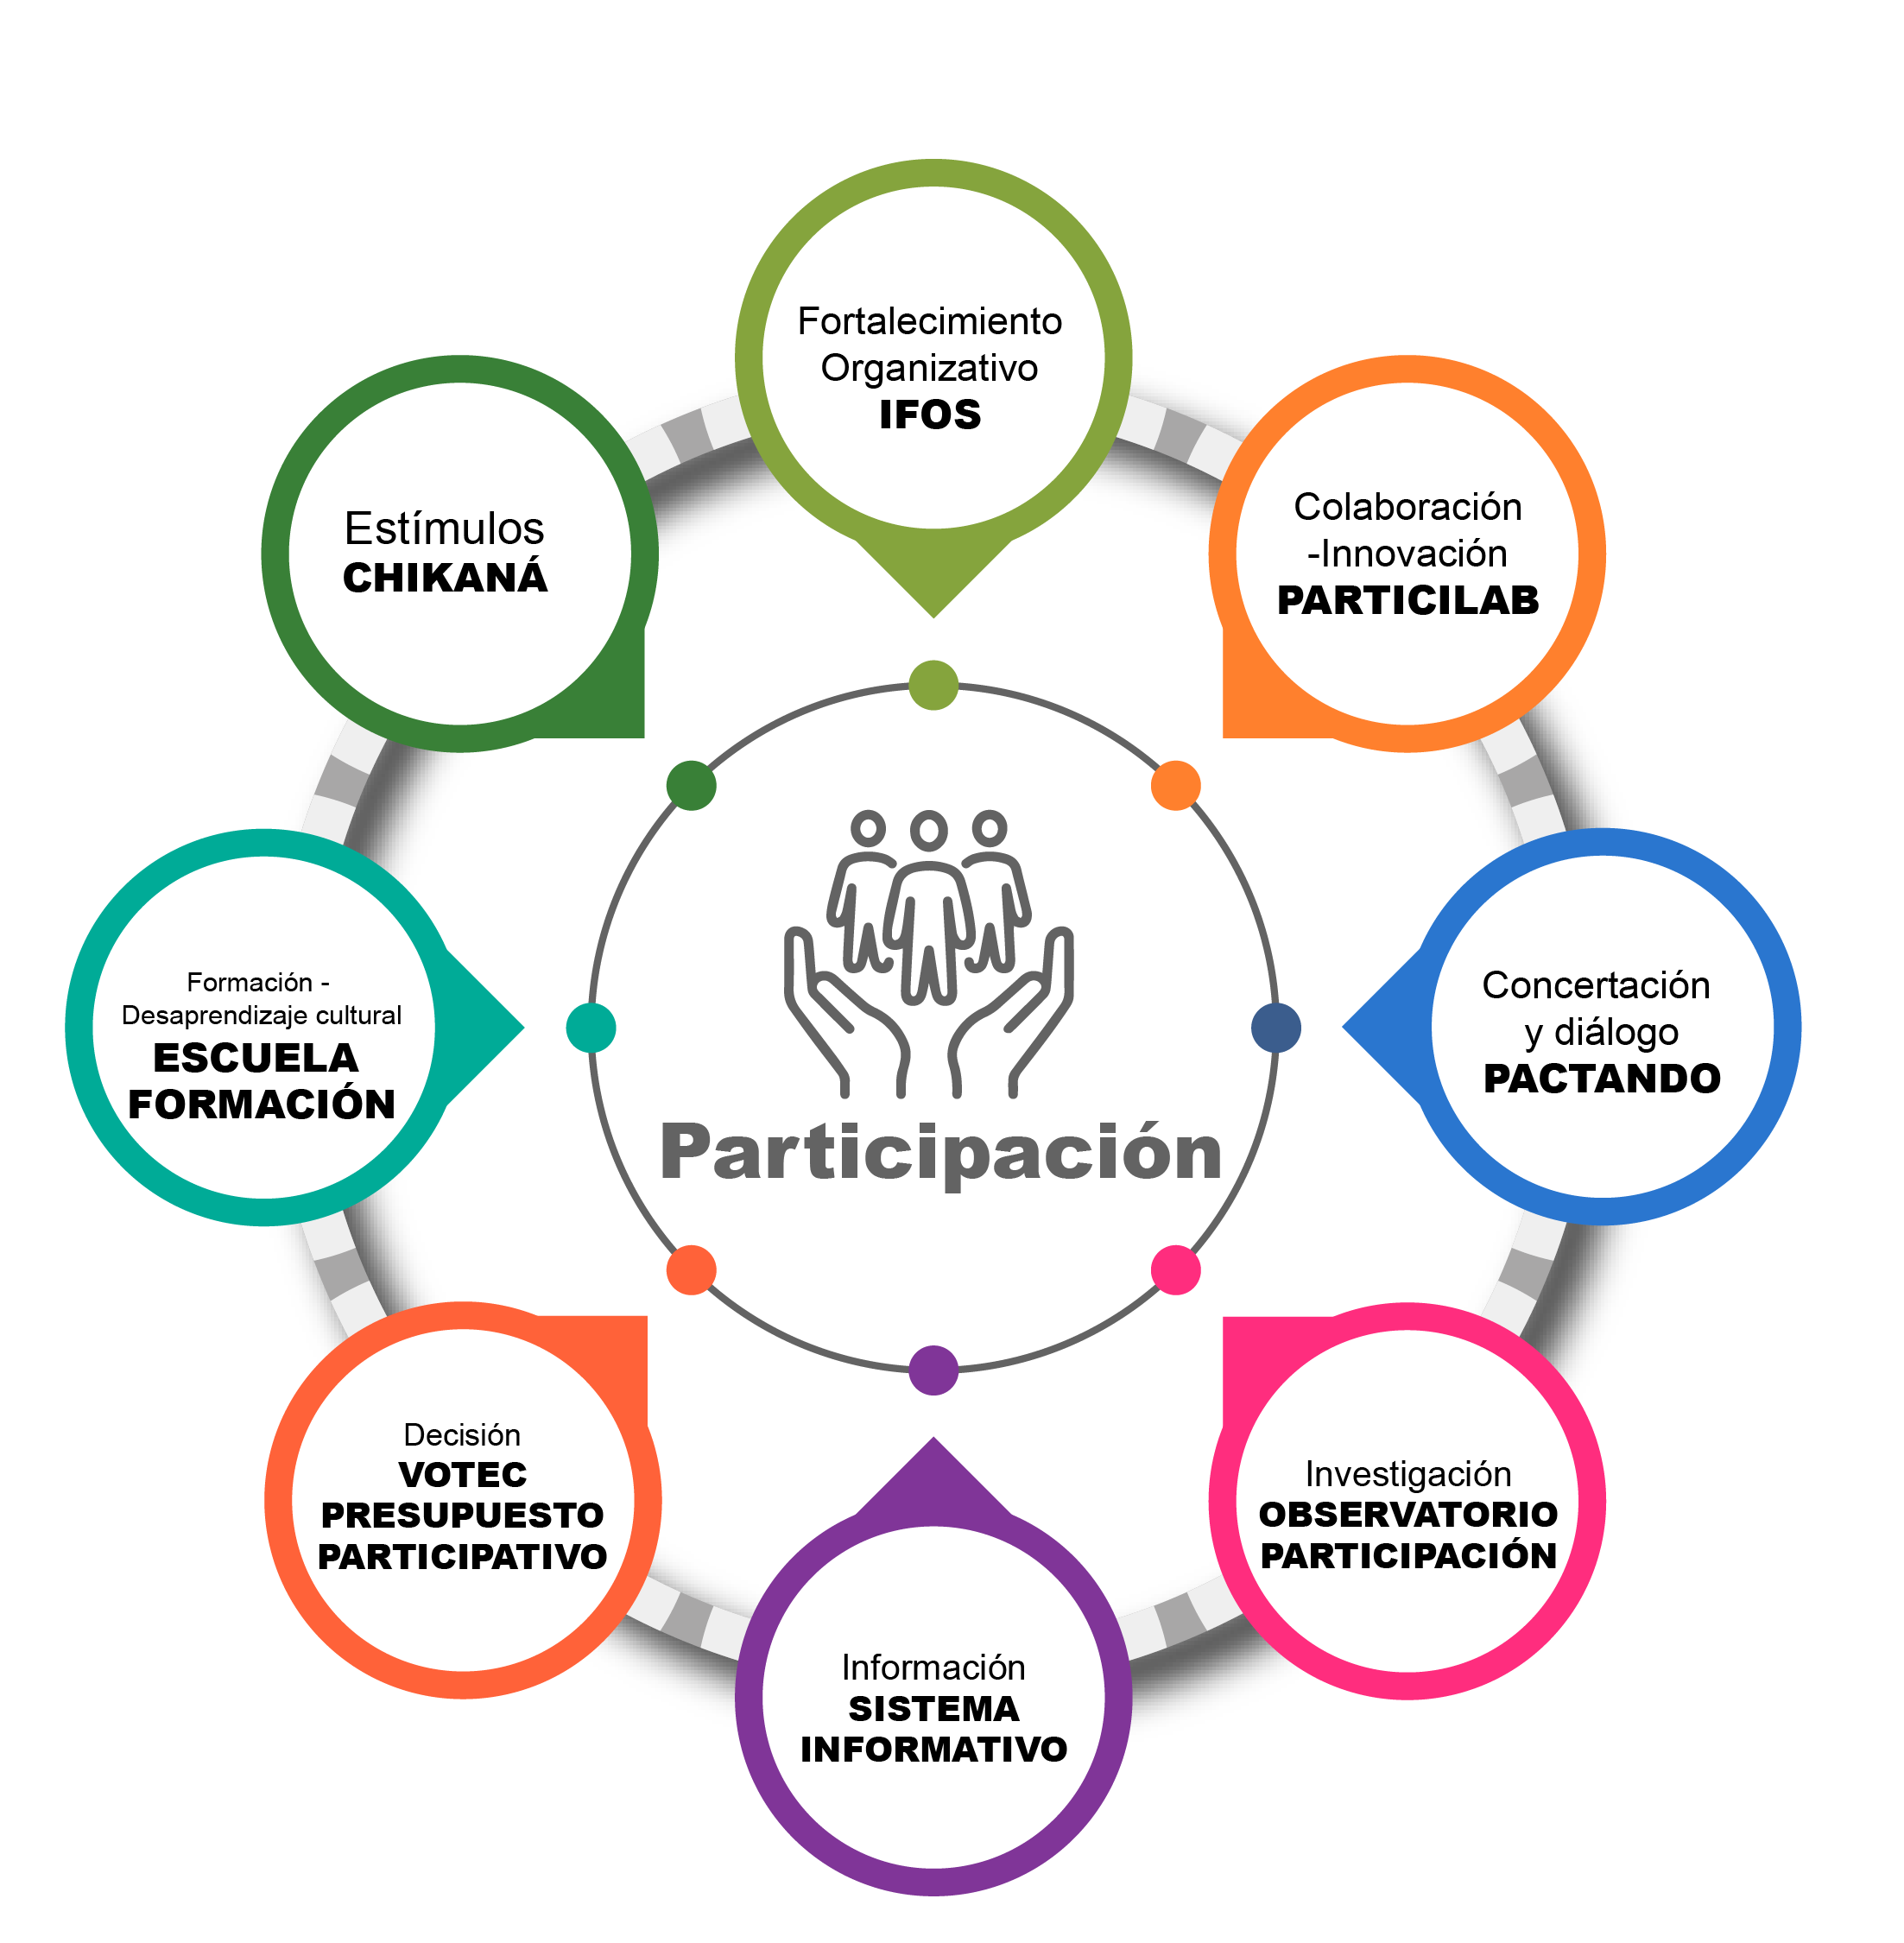 Fortalecimiento
Organizativo
IFOS
Colaboración
-Innovación
PARTICILAB
Concertación
y diálogo
PACTANDO
Investigación
OBSERVATORIO
PARTICIPACIÓN
Información
SISTEMA
INFORMATIVO
Decisión
VOTEC
PRESUPUESTO
PARTICIPATIVO
Formación -
Desaprendizaje cultural
ESCUELA
FORMACIÓN
Estímulos
CHIKANÁ
Participación